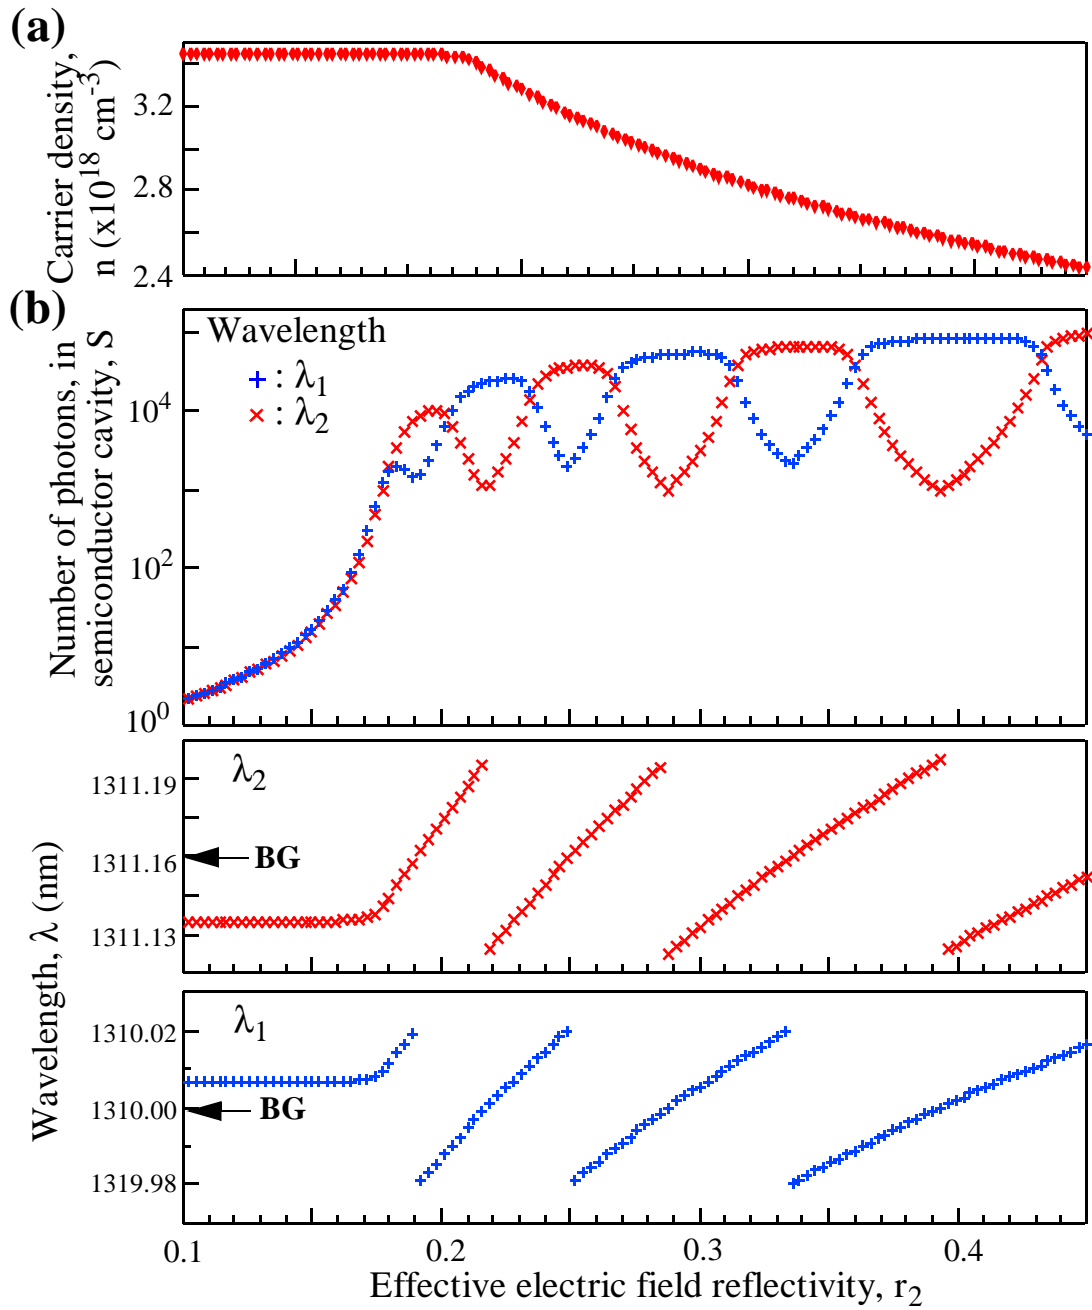 (a)
Carrier density,
n (x10^18 cm^-3)
3.2
2.8
2.4
(b)
Number of photons, in
semiconductor cavity, S
Wavelength
+ : λ1
× : λ2
10^4
10^2
10^0
Wavelength, λ (nm)
λ2
1311.19
1311.16
BG
1311.13
λ1
1310.02
1310.00
BG
1319.98
0.1
0.2
0.3
0.4
Effective electric field reflectivity, r2